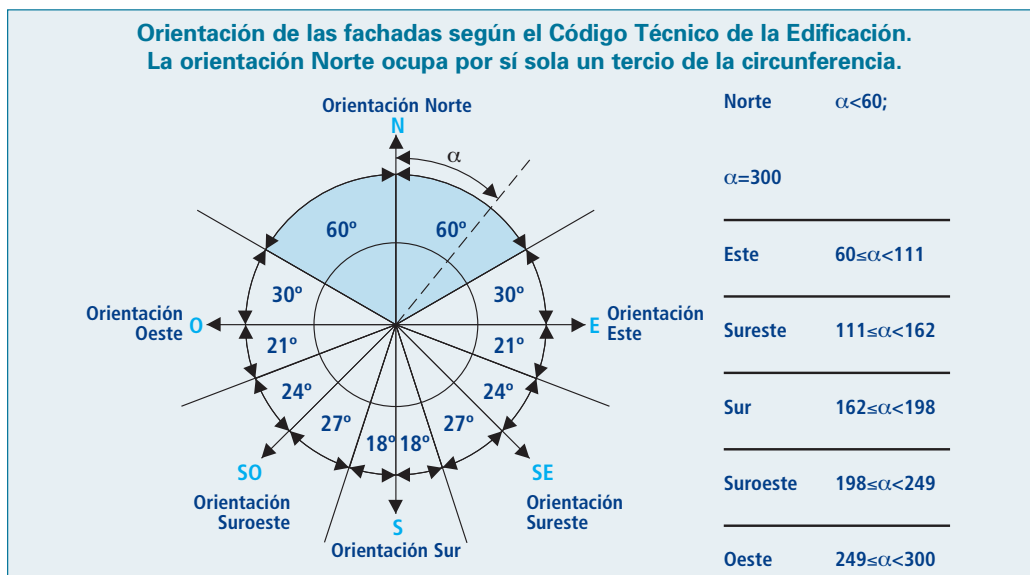 Orientación de las fachadas según el Código Técnico de la Edificación.
La orientación Norte ocupa por sí sola un tercio de la circunferencia.
Orientación Norte
N
α
60º
60º
30º
30º
Orientación
Oeste
O
E
Orientación
Este
21º
21º
24º
24º
27º
27º
18º
18º
SO
SE
Orientación
Suroeste
Orientación
Sureste
S
Orientación Sur
Norte α<60;
α=300
Este 60≤α<111
Sureste 111≤α<162
Sur 162≤α<198
Suroeste 198≤α<249
Oeste 249≤α<300